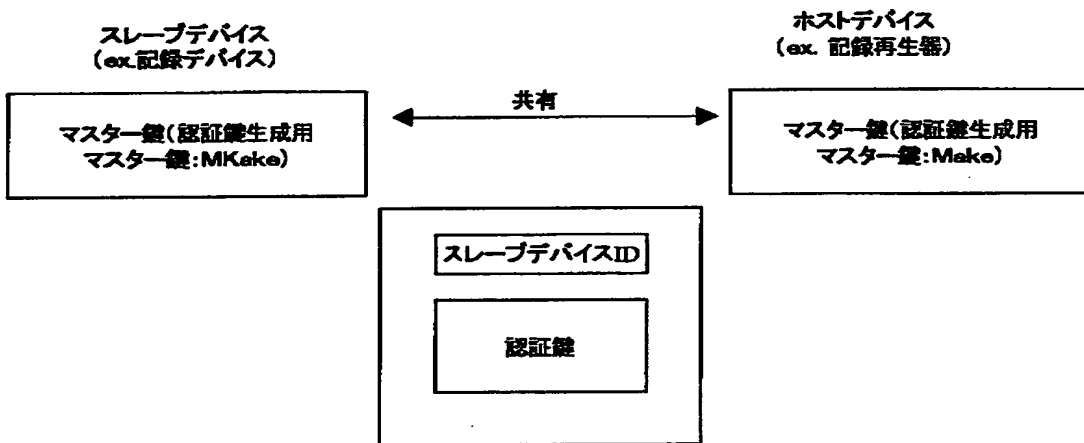 スレーブデバイス
(ex.記録デバイス)
ホストデバイス
(ex. 記録再生器)
共有
マスター鍵(認証鍵生成用
マスター鍵:MKake)
マスター鍵(認証鍵生成用
マスター鍵:Make)
スレーブデバイスID
認証鍵